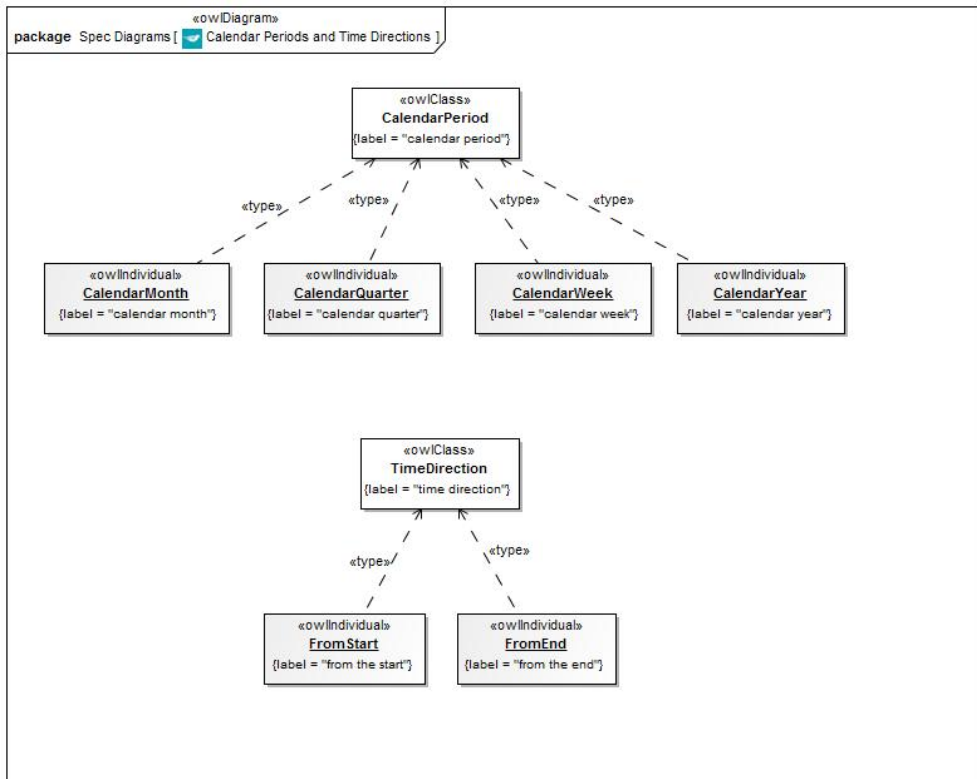 «owlDiagram»
package Spec Diagrams [ Calendar Periods and Time Directions ]
«owlClass»
CalendarPeriod
{label = "calendar period"}
«type» «type» «type» «type»
«owlIndividual» «owlIndividual» «owlIndividual» «owlIndividual»
CalendarMonth CalendarQuarter CalendarWeek CalendarYear
{label = "calendar month"} {label = "calendar quarter"} {label = "calendar week"} {label = "calendar year"}
«owlClass»
TimeDirection
{label = "time direction"}
«type» «type»
«owlIndividual» «owlIndividual»
FromStart FromEnd
{label = "from the start"} {label = "from the end"}